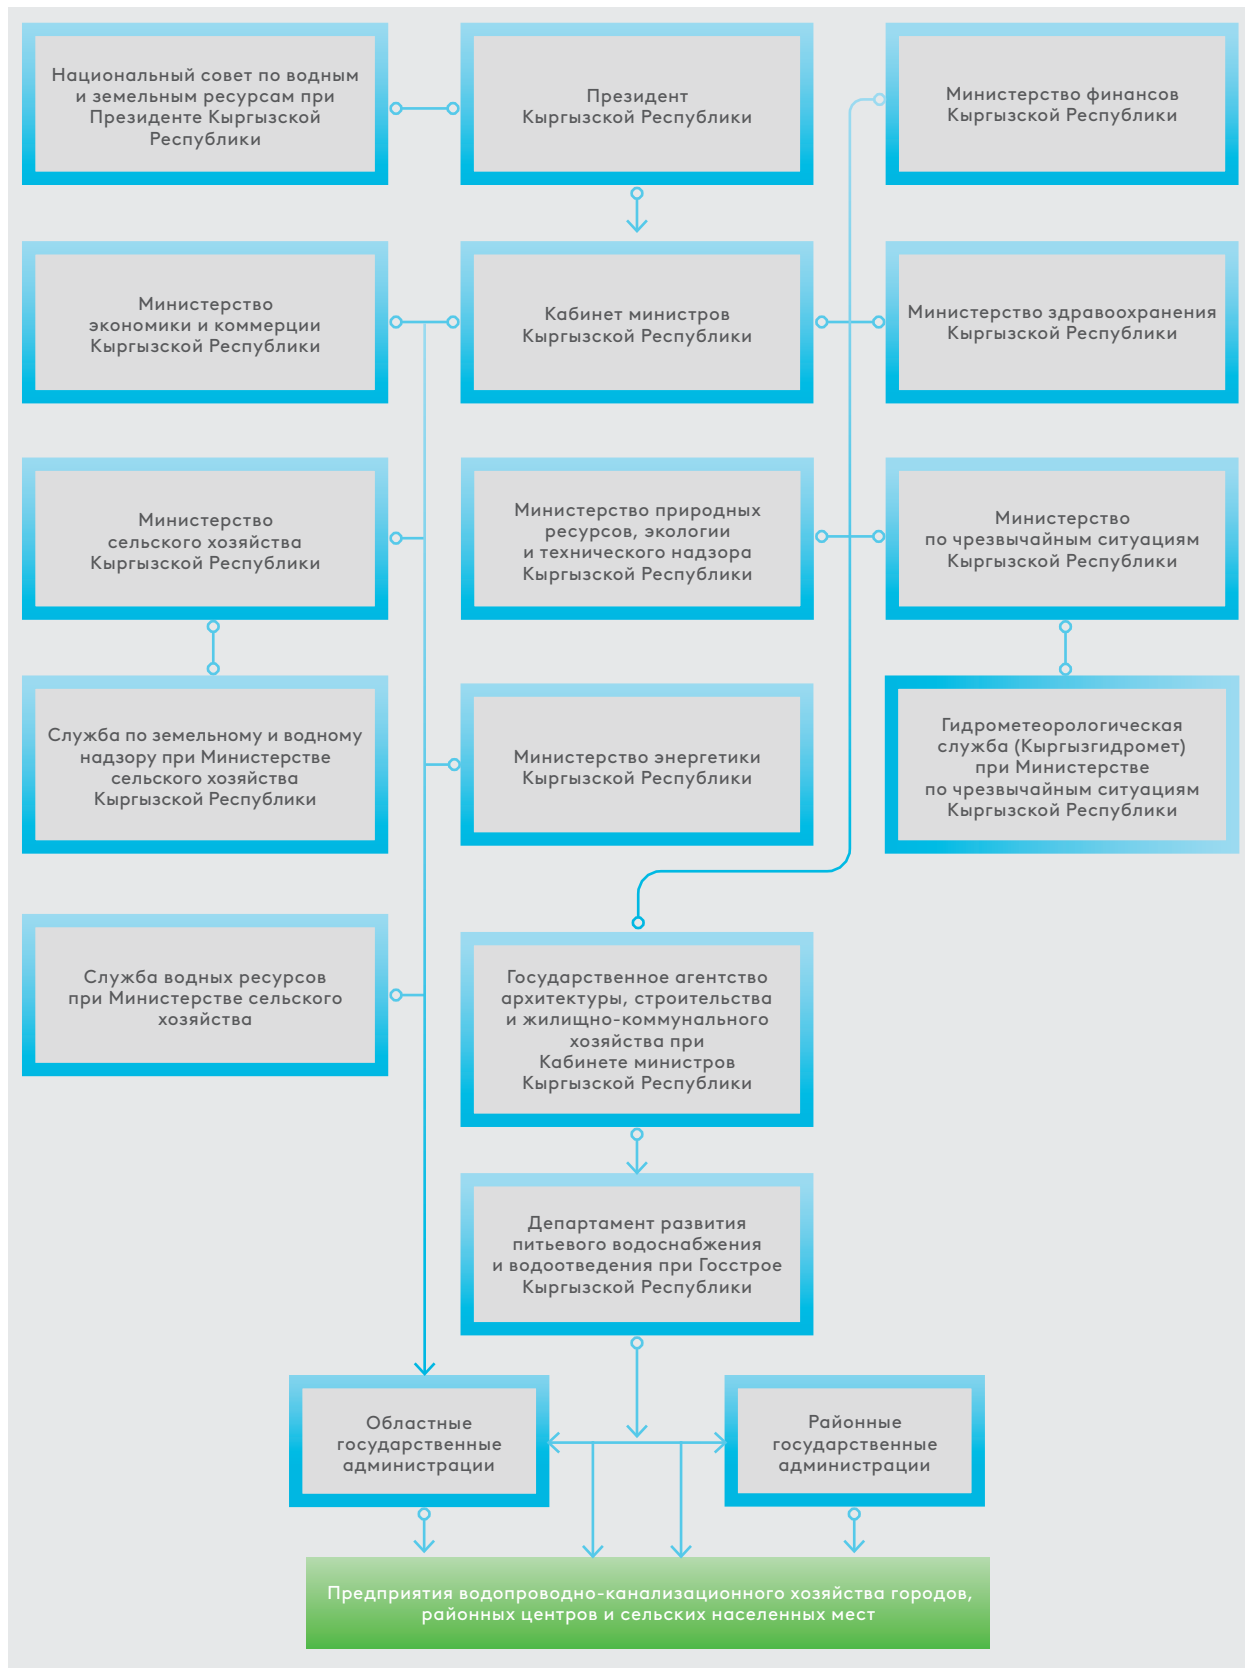 Национальный совет по водным
и земельным ресурсам при
Президенте Кыргызской
Республики
Президент
Кыргызской Республики
Министерство финансов
Кыргызской Республики
Министерство
экономики и коммерции
Кыргызской Республики
Кабинет министров
Кыргызской Республики
Министерство здравоохранения
Кыргызской Республики
Министерство
сельского хозяйства
Кыргызской Республики
Министерство природных
ресурсов, экологии
и технического надзора
Кыргызской Республики
Министерство
по чрезвычайным ситуациям
Кыргызской Республики
Служба по земельному и водному
надзору при Министерстве
сельского хозяйства
Кыргызской Республики
Министерство энергетики
Кыргызской Республики
Гидрометеорологическая
служба (Кыргызгидромет)
при Министерстве
по чрезвычайным ситуациям
Кыргызской Республики
Служба водных ресурсов
при Министерстве сельского
хозяйства
Государственное агентство
архитектуры, строительства
и жилищно-коммунального
хозяйства при
Кабинете министров
Кыргызской Республики
Департамент развития
питьевого водоснабжения
и водоотведения при Госстрое
Кыргызской Республики
Областные
государственные
администрации
Районные
государственные
администрации
Предприятия водопроводно-канализационного хозяйства городов,
районных центров и сельских населенных мест